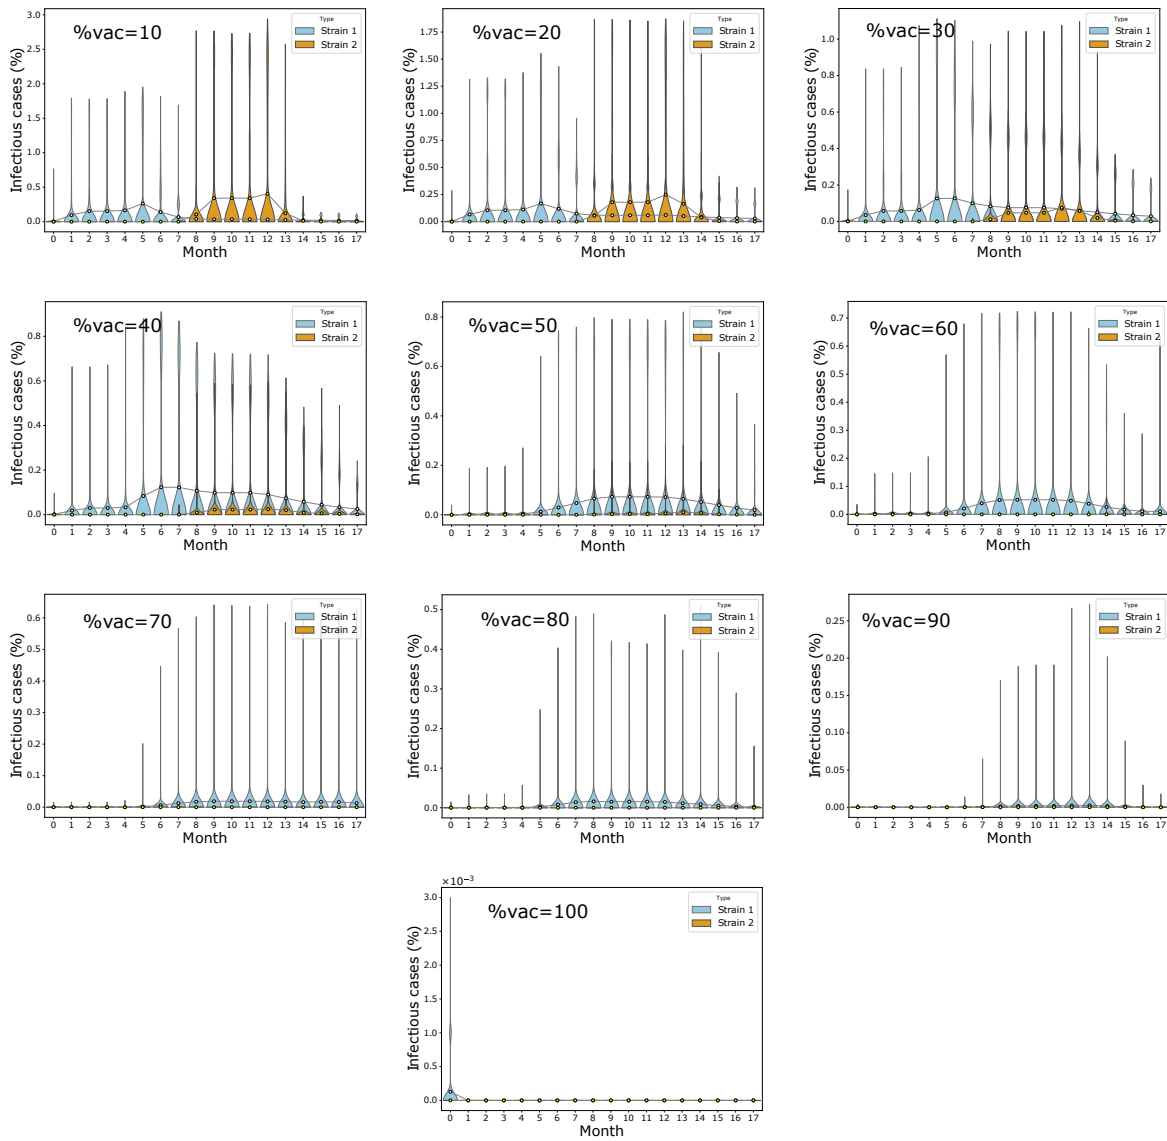 %vac=10
Type
Strain 1
Strain 2
Infectious cases (%)
3.0
2.5
2.0
1.5
1.0
0.5
0.0
0 1 2 3 4 5 6 7 8 9 10 11 12 13 14 15 16 17
Month
%vac=20
Type
Strain 1
Strain 2
Infectious cases (%)
1.75
1.50
1.25
1.00
0.75
0.50
0.25
0.00
0 1 2 3 4 5 6 7 8 9 10 11 12 13 14 15 16 17
Month
%vac=30
Type
Strain 1
Strain 2
Infectious cases (%)
1.0
0.8
0.6
0.4
0.2
0.0
0 1 2 3 4 5 6 7 8 9 10 11 12 13 14 15 16 17
Month
%vac=40
Type
Strain 1
Strain 2
Infectious cases (%)
0.8
0.6
0.4
0.2
0.0
0 1 2 3 4 5 6 7 8 9 10 11 12 13 14 15 16 17
Month
%vac=50
Type
Strain 1
Strain 2
Infectious cases (%)
0.8
0.6
0.4
0.2
0.0
0 1 2 3 4 5 6 7 8 9 10 11 12 13 14 15 16 17
Month
%vac=60
Type
Strain 1
Strain 2
Infectious cases (%)
0.7
0.6
0.5
0.4
0.3
0.2
0.1
0.0
0 1 2 3 4 5 6 7 8 9 10 11 12 13 14 15 16 17
Month
%vac=70
Type
Strain 1
Strain 2
Infectious cases (%)
0.6
0.5
0.4
0.3
0.2
0.1
0.0
0 1 2 3 4 5 6 7 8 9 10 11 12 13 14 15 16 17
Month
%vac=80
Type
Strain 1
Strain 2
Infectious cases (%)
0.5
0.4
0.3
0.2
0.1
0.0
0 1 2 3 4 5 6 7 8 9 10 11 12 13 14 15 16 17
Month
%vac=90
Type
Strain 1
Strain 2
Infectious cases (%)
0.25
0.20
0.15
0.10
0.05
0.00
0 1 2 3 4 5 6 7 8 9 10 11 12 13 14 15 16 17
Month
×10⁻³
%vac=100
Type
Strain 1
Strain 2
Infectious cases (%)
3.0
3.0
2.0
1.5
1.0
0.5
0.0
0 1 2 3 4 5 6 7 8 9 10 11 12 13 14 15 16 17
Month